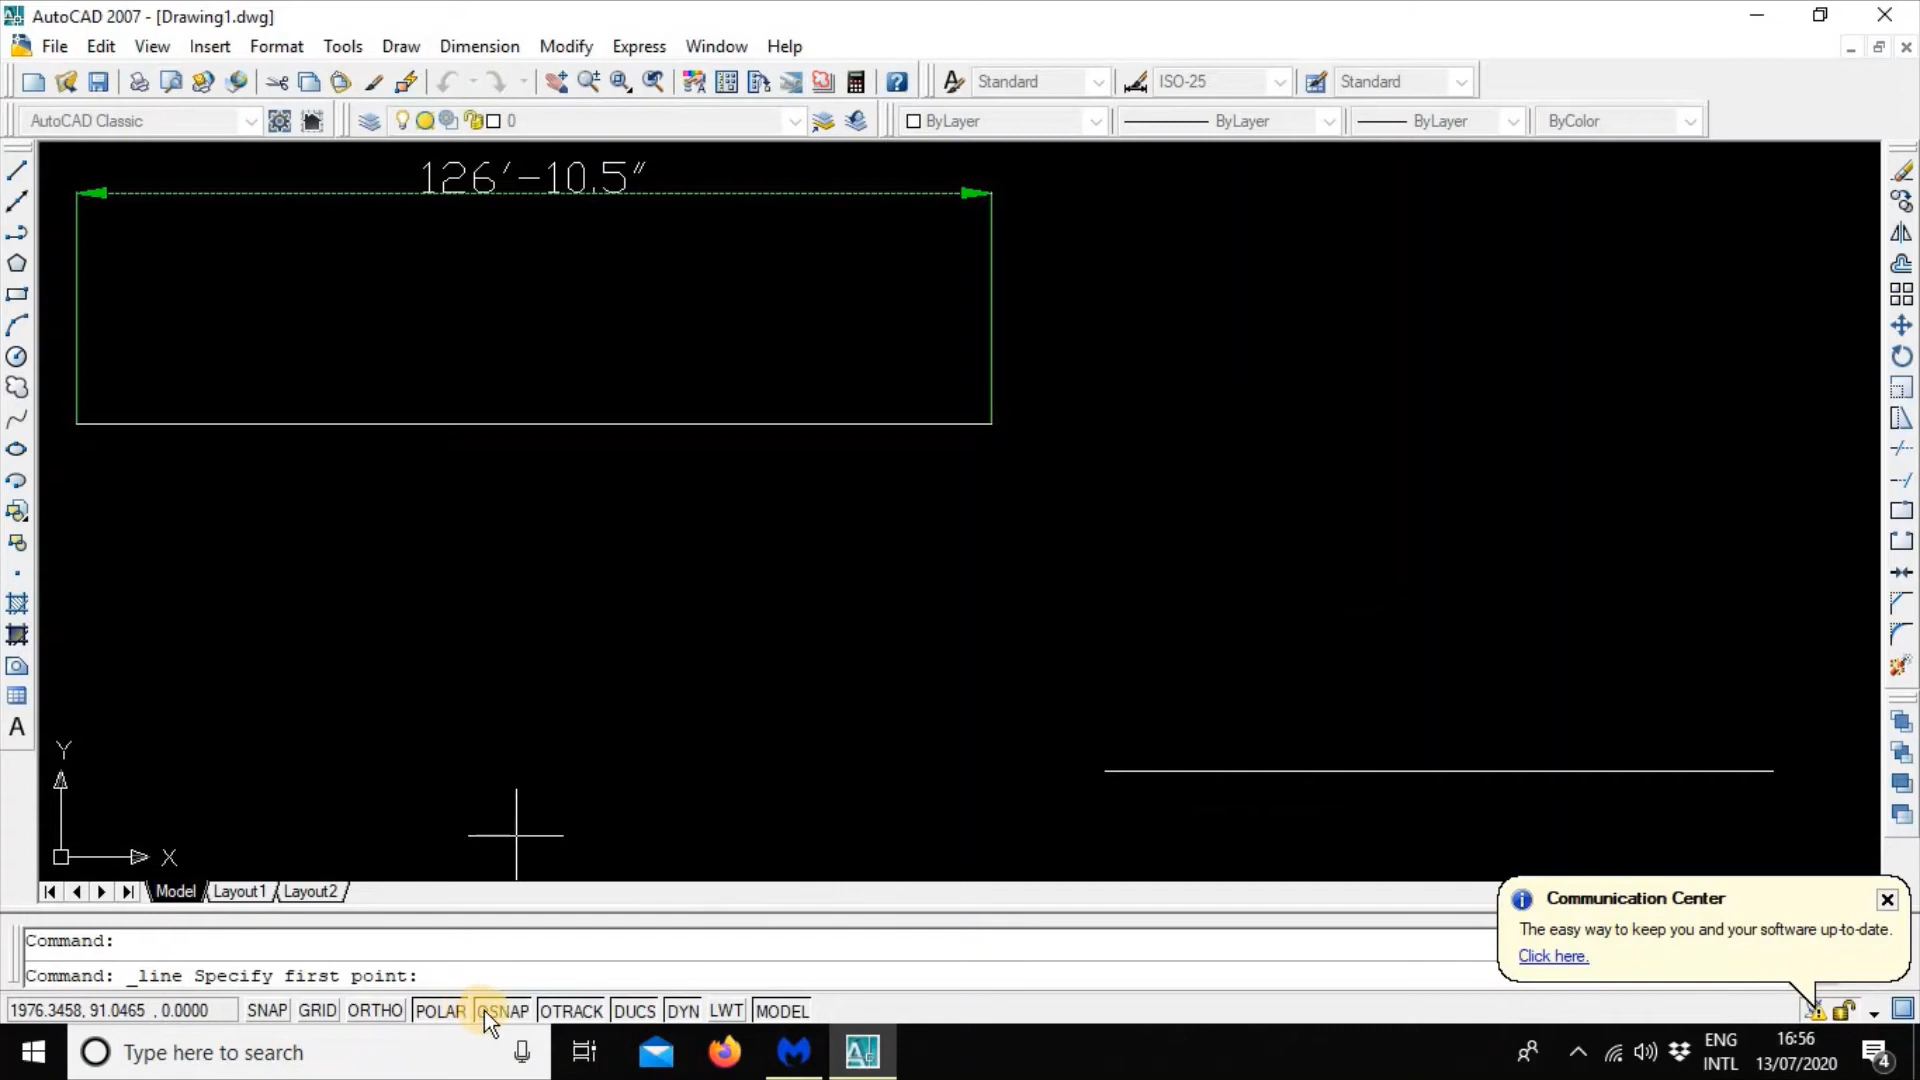 AutoCAD 2007 - [Drawing1.dwg]
File Edit View Insert Format Tools Draw Dimension Modify Express Window Help
Standard ISO-25 Standard
AutoCAD Classic 0 ByLayer ByLayer ByLayer ByColor
126'-10.5"
Y
X
Model Layout1 Layout2
Communication Center
The easy way to keep you and your software up-to-date.
Click here.
Command:
Command: _line Specify first point:
1976.3458, 91.0465 , 0.0000 SNAP GRID ORTHO POLAR OSNAP OTRACK DUCS DYN LWT MODEL
Type here to search
ENG
INTL
16:56
13/07/2020
4